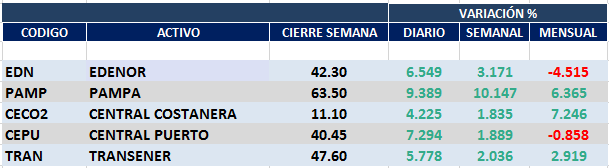 VARIACIÓN %
CODIGO ACTIVO CIERRE SEMANA DIARIO SEMANAL MENSUAL
EDN EDENOR 42.30 6.549 3.171 -4.515
PAMP PAMPA 63.50 9.389 10.147 6.365
CECO2 CENTRAL COSTANERA 11.10 4.225 1.835 7.246
CEPU CENTRAL PUERTO 40.45 7.294 1.889 -0.858
TRAN TRANSENER 47.60 5.778 2.036 2.919